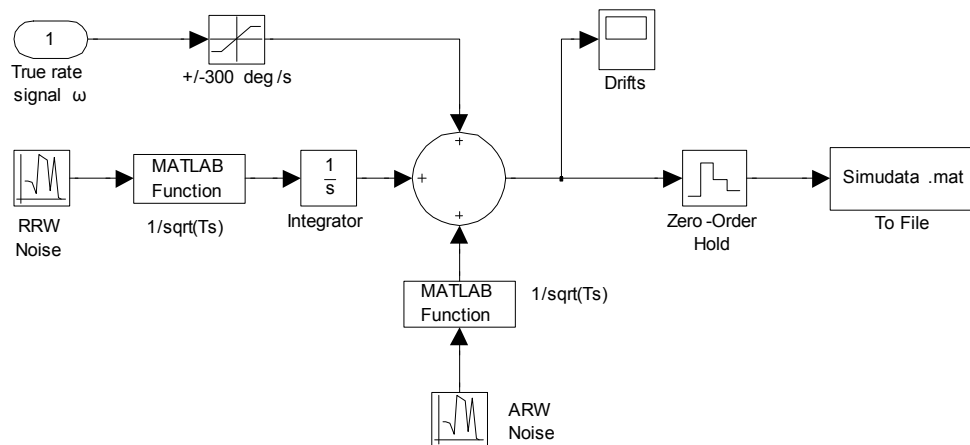 1
True rate
signal ω
+/-300 deg/s
Drifts
RRW
Noise
MATLAB
Function
1/sqrt(Ts)
1
s
Integrator
+
+
+
Zero -Order
Hold
Simudata .mat
To File
MATLAB
Function
1/sqrt(Ts)
ARW
Noise